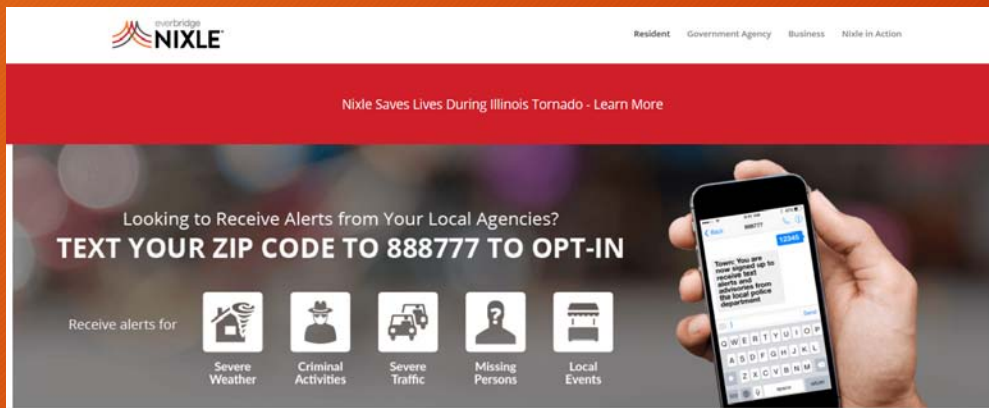 everbridge
NIXLE
Resident Government Agency Business Nixle in Action
Nixle Saves Lives During Illinois Tornado - Learn More
Looking to Receive Alerts from Your Local Agencies?
TEXT YOUR ZIP CODE TO 888777 TO OPT-IN
Receive alerts for
Severe Weather
Criminal Activities
Severe Traffic
Missing Persons
Local Events
Back
888777
12345
Town: You are
now signed up to
receive text
alerts and
advisories from
the local police
department
Send
Q W E R T Y U I O P
A S D F G H J K L
Z X C V B N M